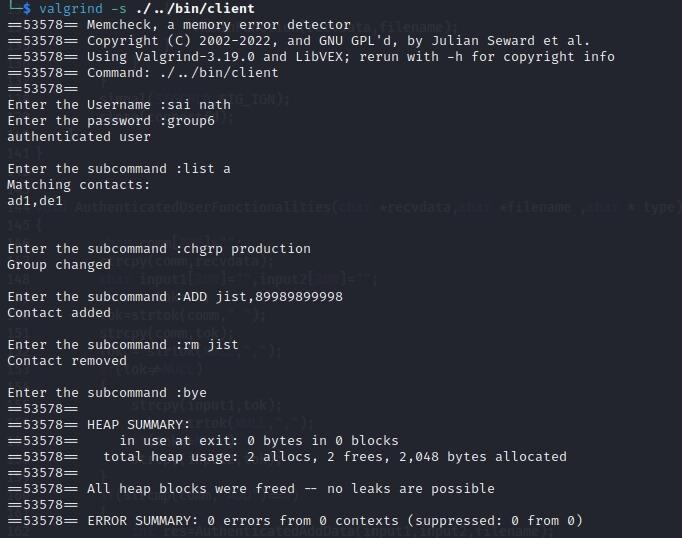 └─$ valgrind -s ./../bin/client
==53578== Memcheck, a memory error detector
==53578== Copyright (C) 2002-2022, and GNU GPL'd, by Julian Seward et al.
==53578== Using Valgrind-3.19.0 and LibVEX; rerun with -h for copyright info
==53578== Command: ./../bin/client
==53578==
Enter the Username :sai nath
Enter the password :group6
authenticated user
Enter the subcommand :list a
Matching contacts:
ad1,de1
AuthenticatedUserFunctionalities(char *recvdata,char *filename ,char * type)
Enter the subcommand :chgrp production
Group changed
Enter the subcommand :ADD jist,89989899998
Contact added
Enter the subcommand :rm jist
Contact removed
Enter the subcommand :bye
==53578==
==53578== HEAP SUMMARY:
==53578==     in use at exit: 0 bytes in 0 blocks
==53578==   total heap usage: 2 allocs, 2 frees, 2,048 bytes allocated
==53578==
==53578== All heap blocks were freed -- no leaks are possible
==53578==
==53578== ERROR SUMMARY: 0 errors from 0 contexts (suppressed: 0 from 0)